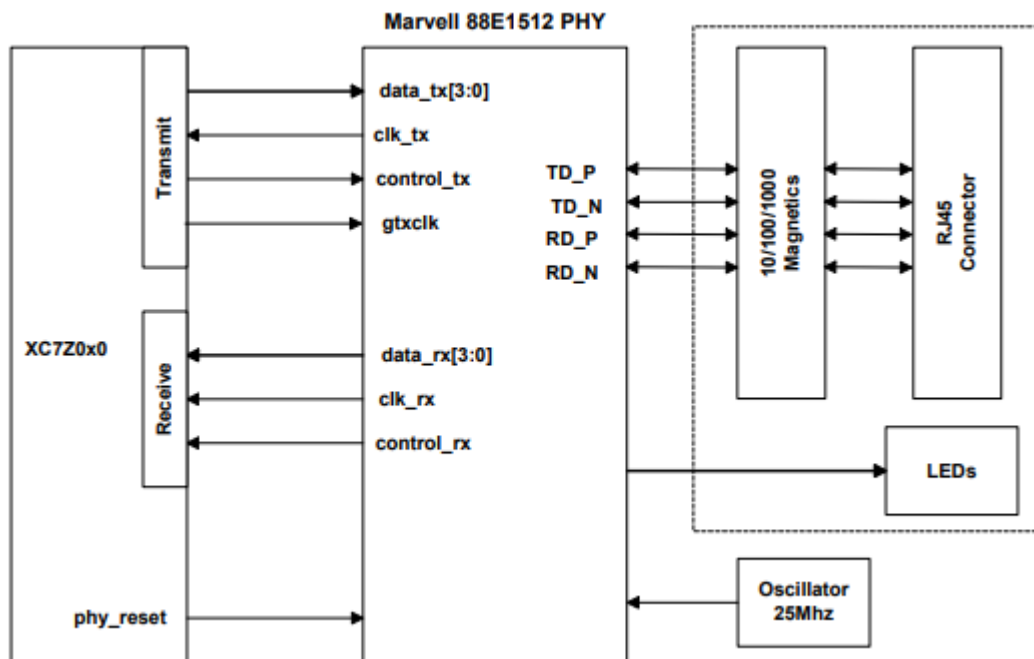 Marvell 88E1512 PHY
Transmit
data_tx[3:0]
clk_tx
control_tx
gtxclk
TD_P
TD_N
RD_P
RD_N
10/100/1000
Magnetics
RJ45
Connector
XC7Z0x0
Receive
data_rx[3:0]
clk_rx
control_rx
LEDs
phy_reset
Oscillator
25Mhz